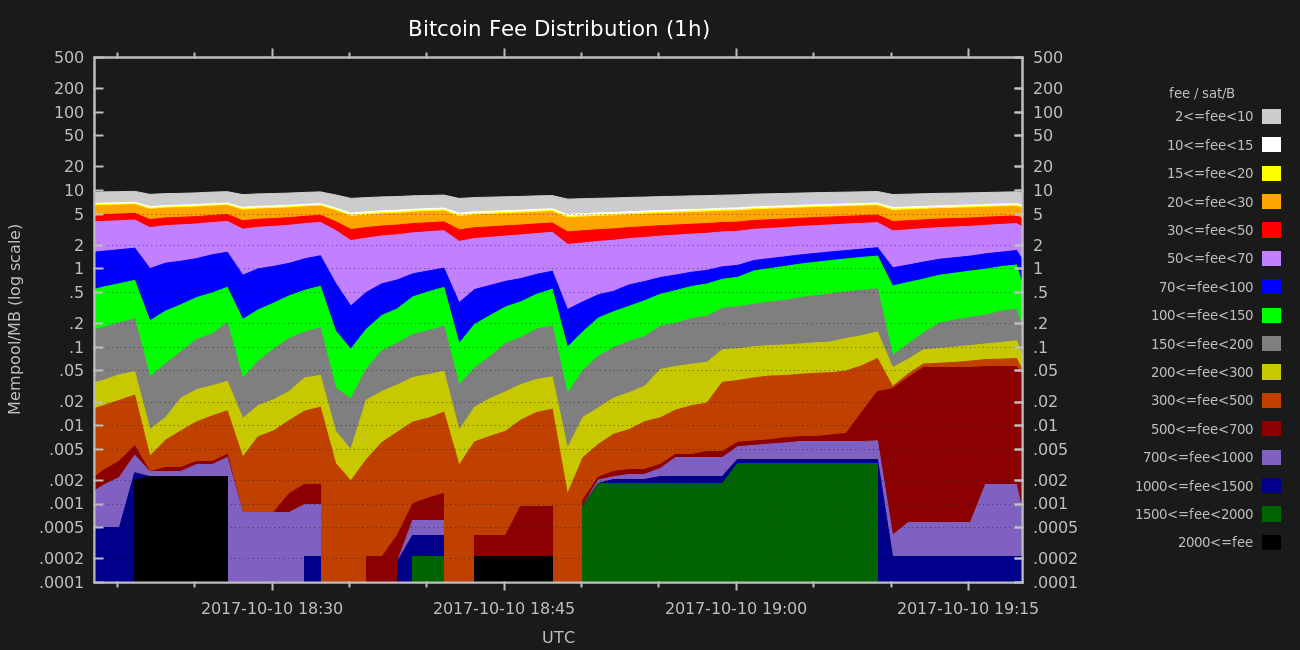 Bitcoin Fee Distribution (1h)
500
200
100
50
20
10
5
2
1
.5
.2
.1
.05
.02
.01
.005
.002
.001
.0005
.0002
.0001
Mempool/MB (log scale)
500
200
100
50
20
10
5
2
1
.5
.2
.1
.05
.02
.01
.005
.002
.001
.0005
.0002
.0001
2017-10-10 18:30
2017-10-10 18:45
2017-10-10 19:00
2017-10-10 19:15
UTC
fee / sat/B
2<=fee<10
10<=fee<15
15<=fee<20
20<=fee<30
30<=fee<50
50<=fee<70
70<=fee<100
100<=fee<150
150<=fee<200
200<=fee<300
300<=fee<500
500<=fee<700
700<=fee<1000
1000<=fee<1500
1500<=fee<2000
2000<=fee